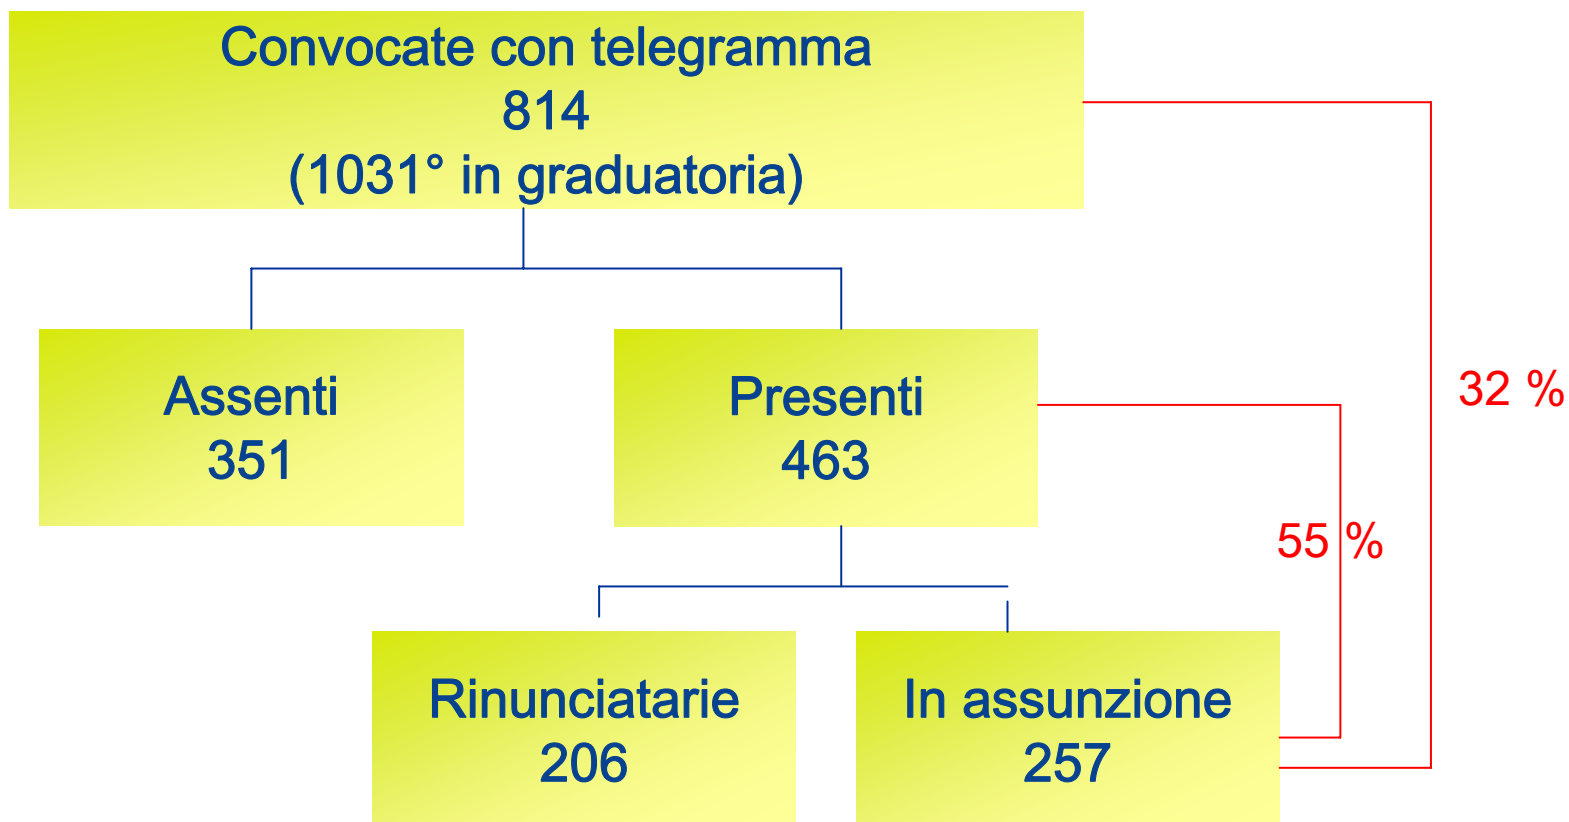 Convocate con telegramma
814
(1031° in graduatoria)
Assenti
351
Presenti
463
32 %
55 %
Rinunciatarie
206
In assunzione
257